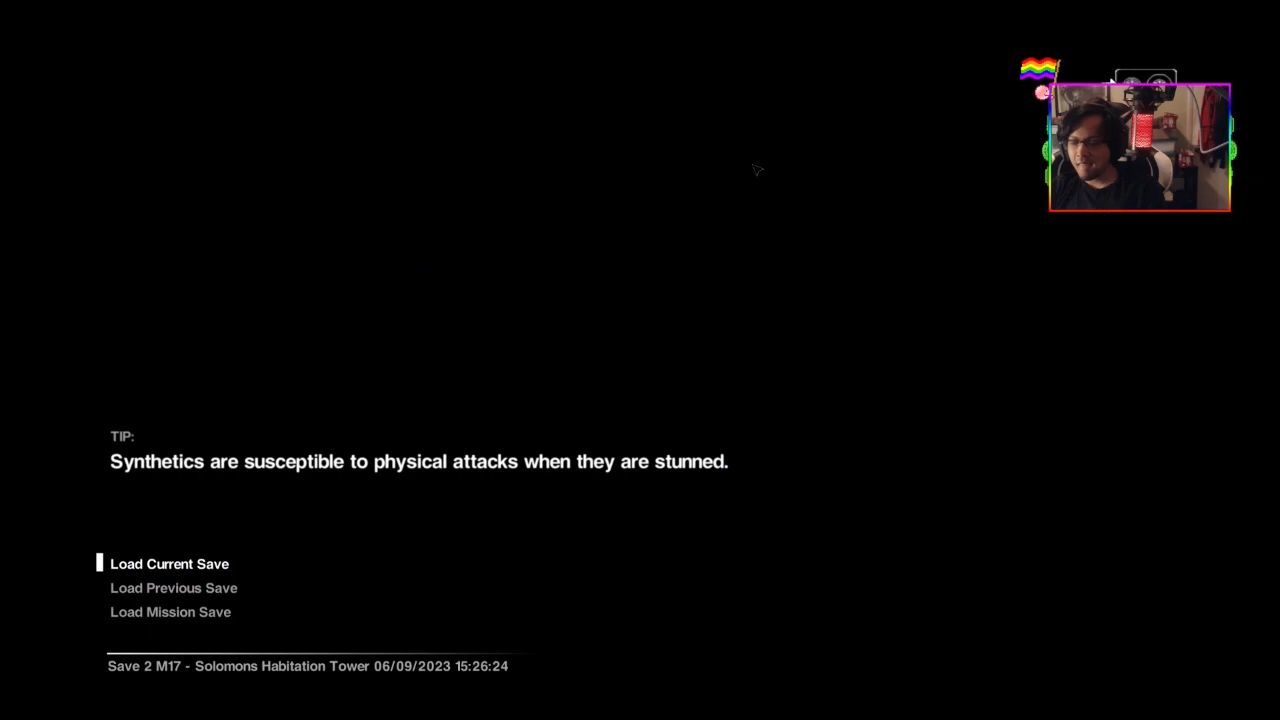 TIP:
Synthetics are susceptible to physical attacks when they are stunned.
Load Current Save
Load Previous Save
Load Mission Save
Save 2 M17 - Solomons Habitation Tower 06/09/2023 15:26:24